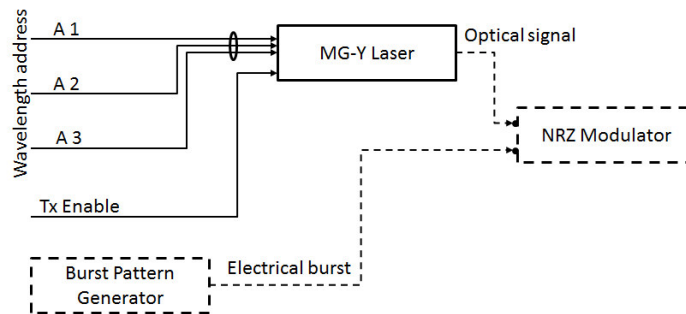 Wavelength address
A 1
A 2
A 3
Tx Enable
MG-Y Laser
Optical signal
NRZ Modulator
Burst Pattern
Generator
Electrical burst